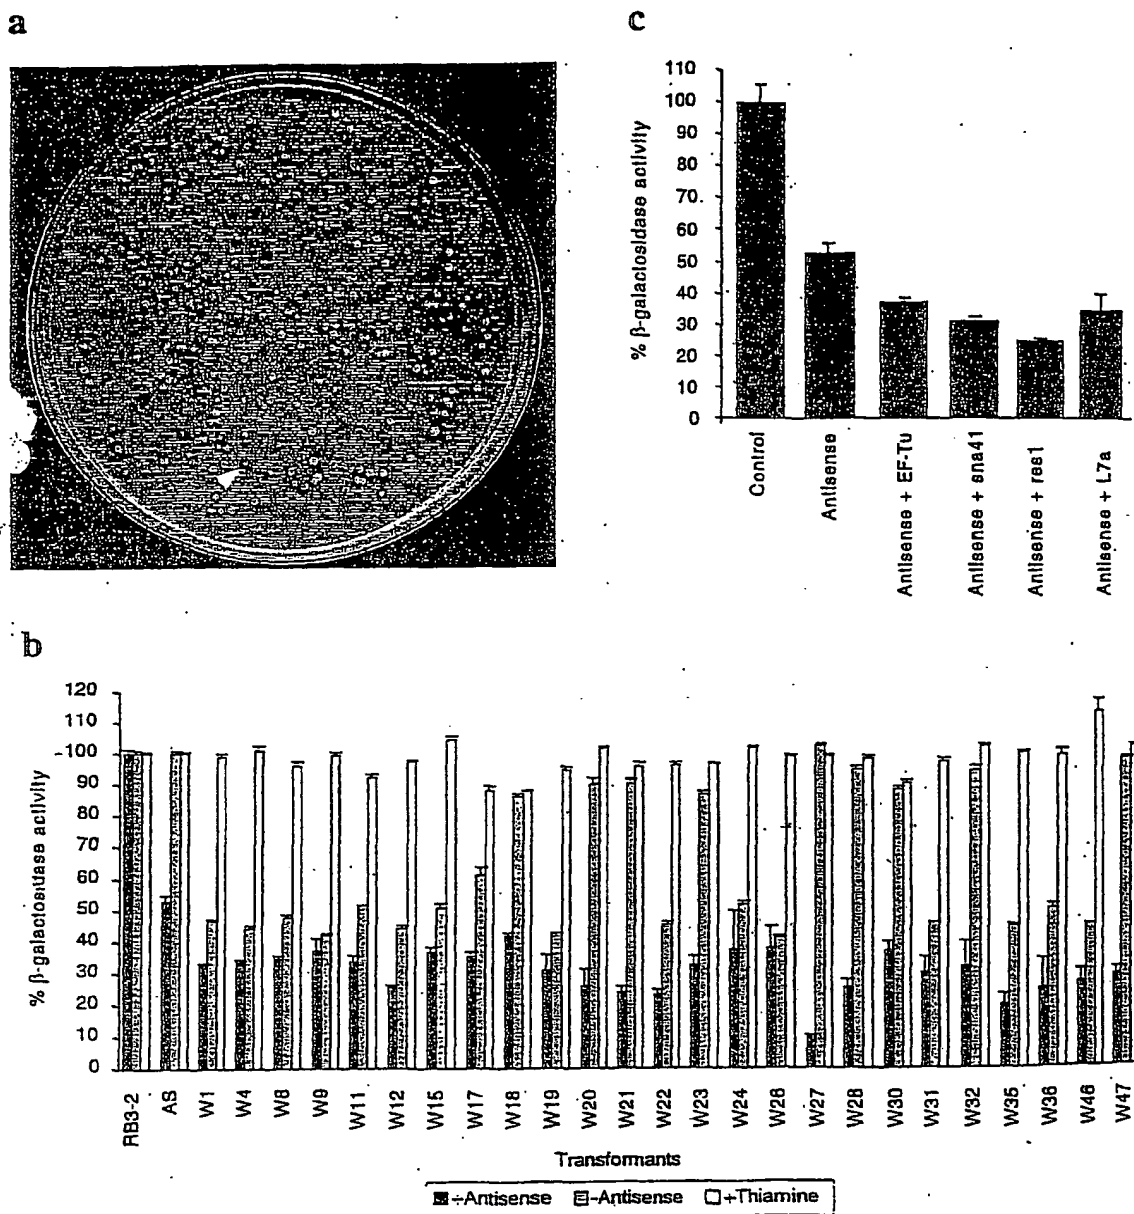 a
c
% β-galactosidase activity
110
100
90
80
70
60
50
40
30
20
10
0
Control
Antisense
Antisense + EF-Tu
Antisense + sna41
Antisense + res1
Antisense + L7a
b
% β-galactosidase activity
120
110
100
90
80
70
60
50
40
30
20
10
0
RB3-2
AS
W1
W4
W8
W9
W11
W12
W15
W17
W18
W19
W20
W21
W22
W23
W24
W26
W27
W28
W30
W31
W32
W35
W36
W46
W47
Transformants
+Antisense -Antisense +Thiamine